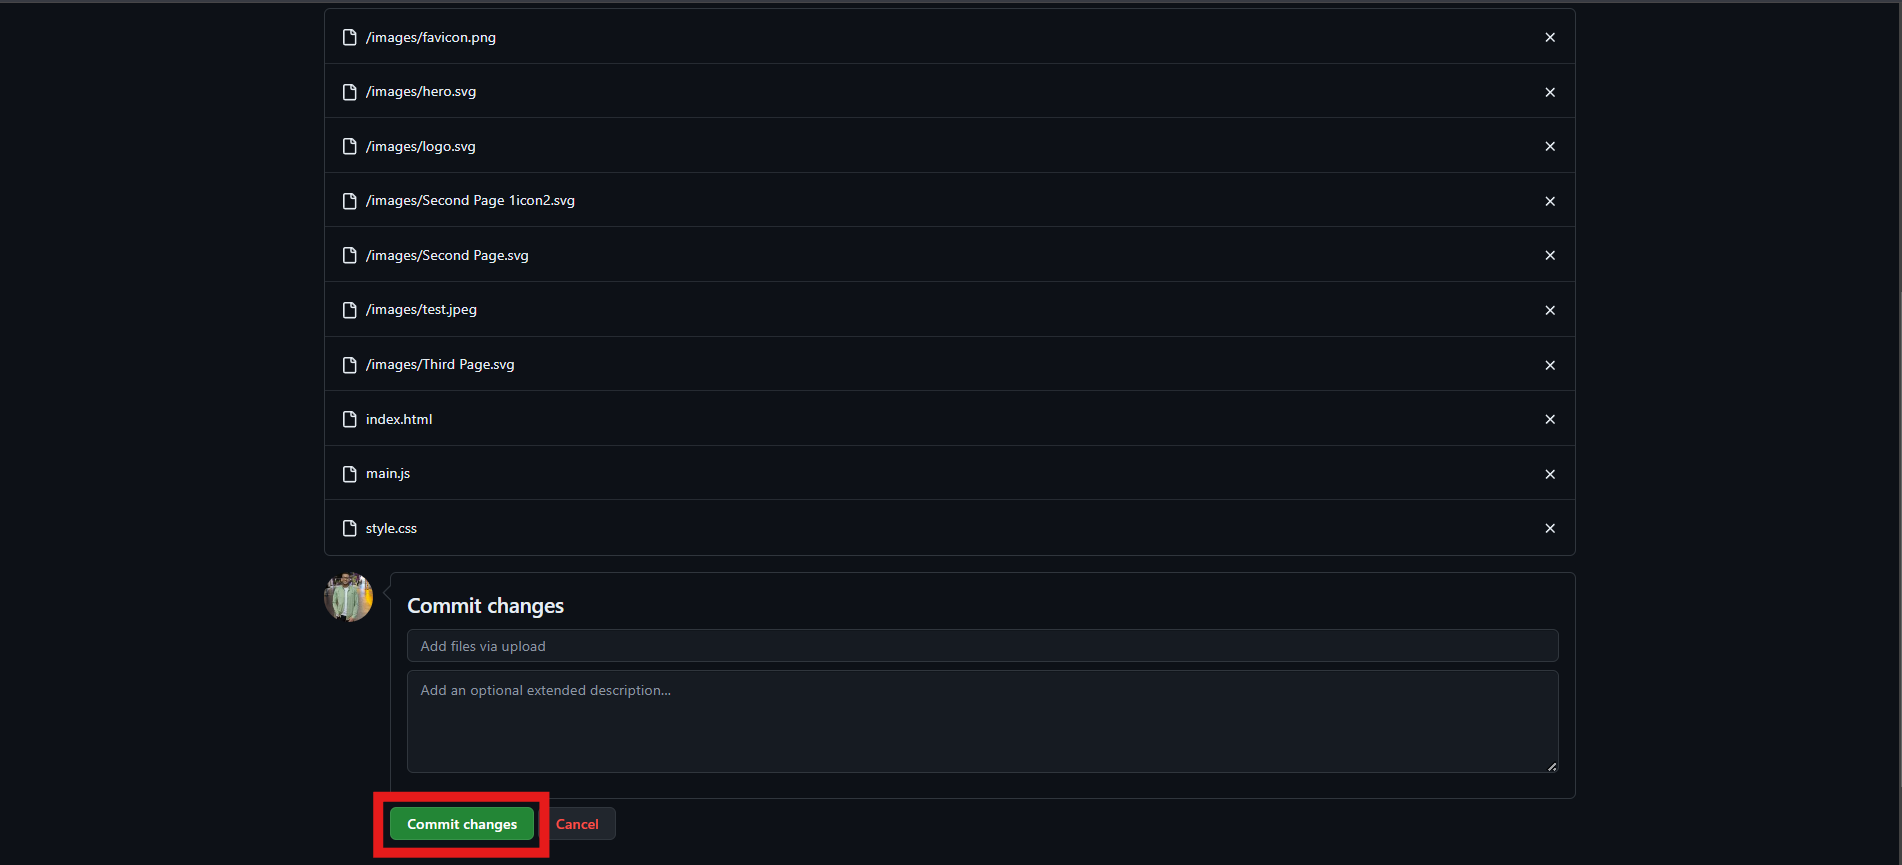 /images/favicon.png
/images/hero.svg
/images/logo.svg
/images/Second Page 1icon2.svg
/images/Second Page.svg
/images/test.jpeg
/images/Third Page.svg
index.html
main.js
style.css
Commit changes
Add files via upload
Add an optional extended description...
Commit changes
Cancel